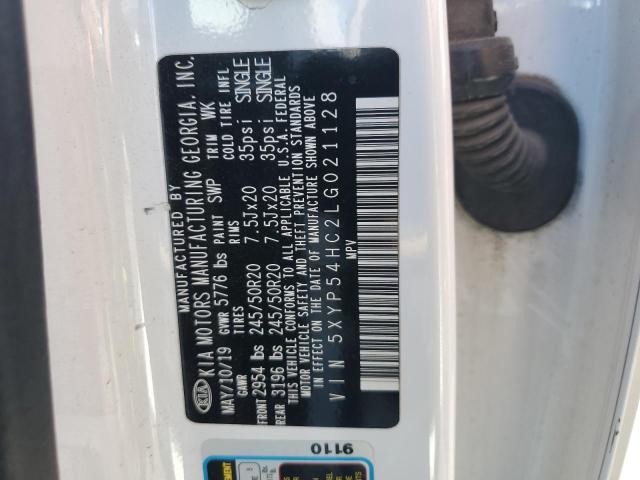 MANUFACTURED BY
KIA KIA MOTORS MANUFACTURING GEORGIA, INC.
MAY/10/19 GVWR 5776 lbs PAINT SWP TRIM WK
GAWR TIRES RIMS COLD TIRE INFL
FRONT 2954 lbs 245/50R20 7.5Jx20 35psi SINGLE
REAR 3196 lbs 245/50R20 7.5Jx20 35psi SINGLE
THIS VEHICLE CONFORMS TO ALL APPLICABLE U.S.A. FEDERAL
MOTOR VEHICLE SAFETY AND THEFT PREVENTION STANDARDS
IN EFFECT ON THE DATE OF MANUFACTURE SHOWN ABOVE
VIN 5XYP54HC2LG021128
MPV
9110